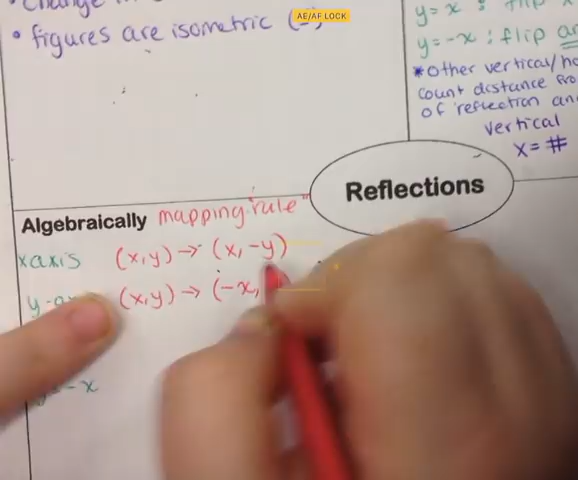 AE/AF LOCK
• figures are isometric (≅)
y=x : flip x
y=-x : flip
*Other vertical/
count distance
of reflection
vertical
x=#
Reflections
Algebraically "mapping rule"
x axis (x,y) → (x,-y)
(x,y) → (-x,
-x